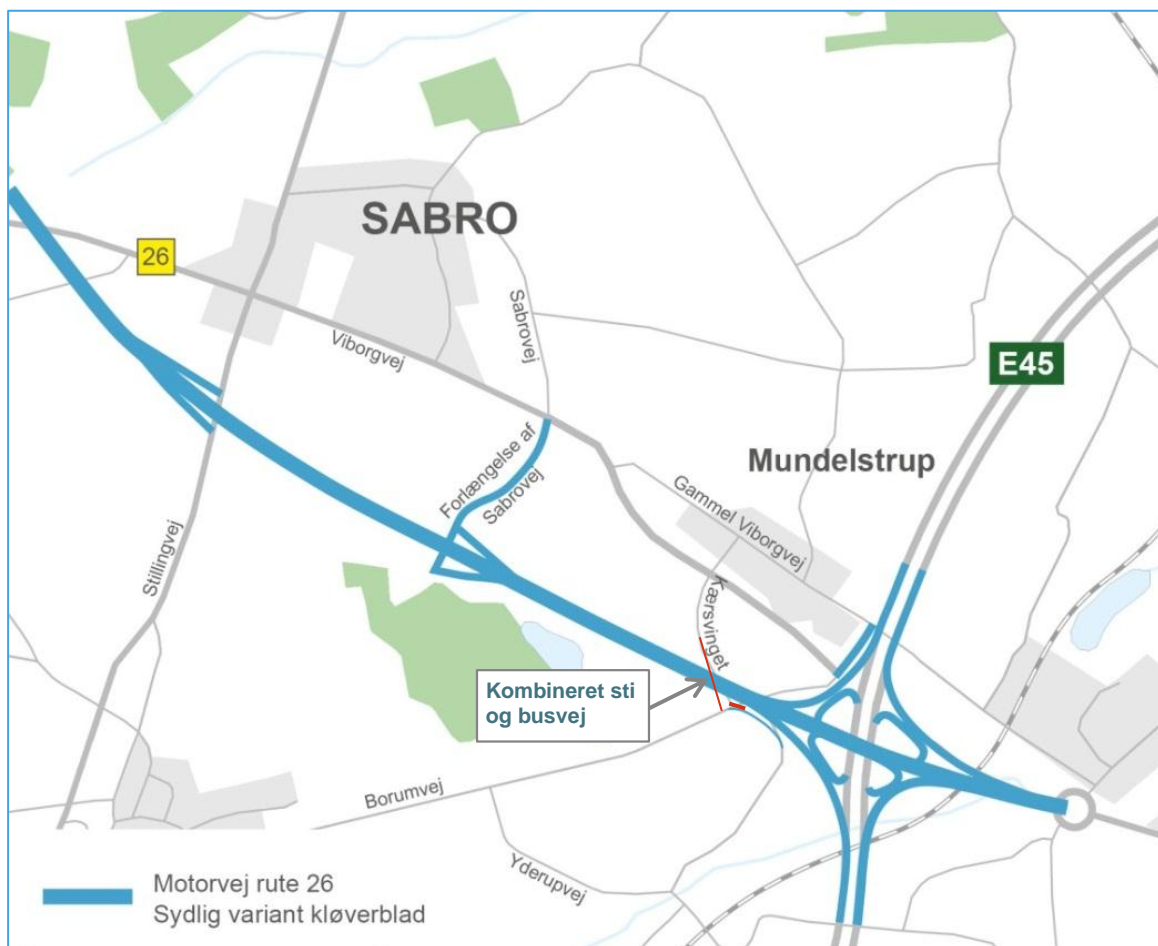 SABRO
26
Sabrovej
Viborgvej
E45
Forlængelse af
Sabrovej
Mundelstrup
Gammel Viborgvej
Stillingvej
Kærsvinget
Kombineret sti
og busvej
Borumvej
Yderupvej
Motorvej rute 26
Sydlig variant kløverblad